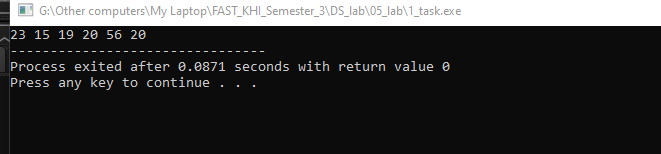 G:\Other computers\My Laptop\FAST_KHI_Semester_3\DS_lab\05_lab\1_task.exe
23 15 19 20 56 20
--------------------------------
Process exited after 0.0871 seconds with return value 0
Press any key to continue . . .